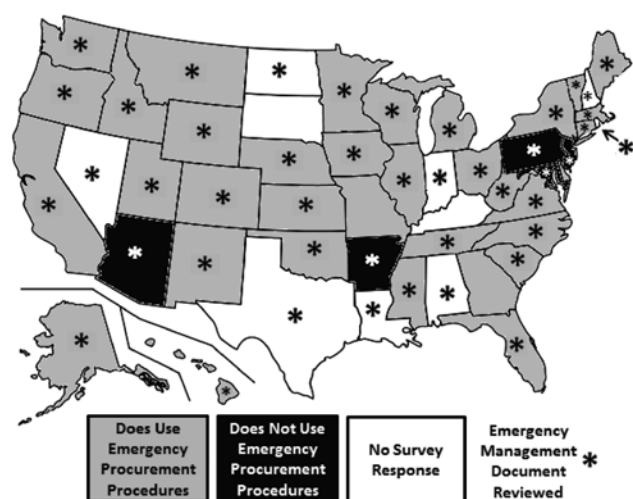 Does Use
Emergency
Procurement
Procedures
Does Not Use
Emergency
Procurement
Procedures
No Survey
Response
Emergency
Management
Document
Reviewed
*